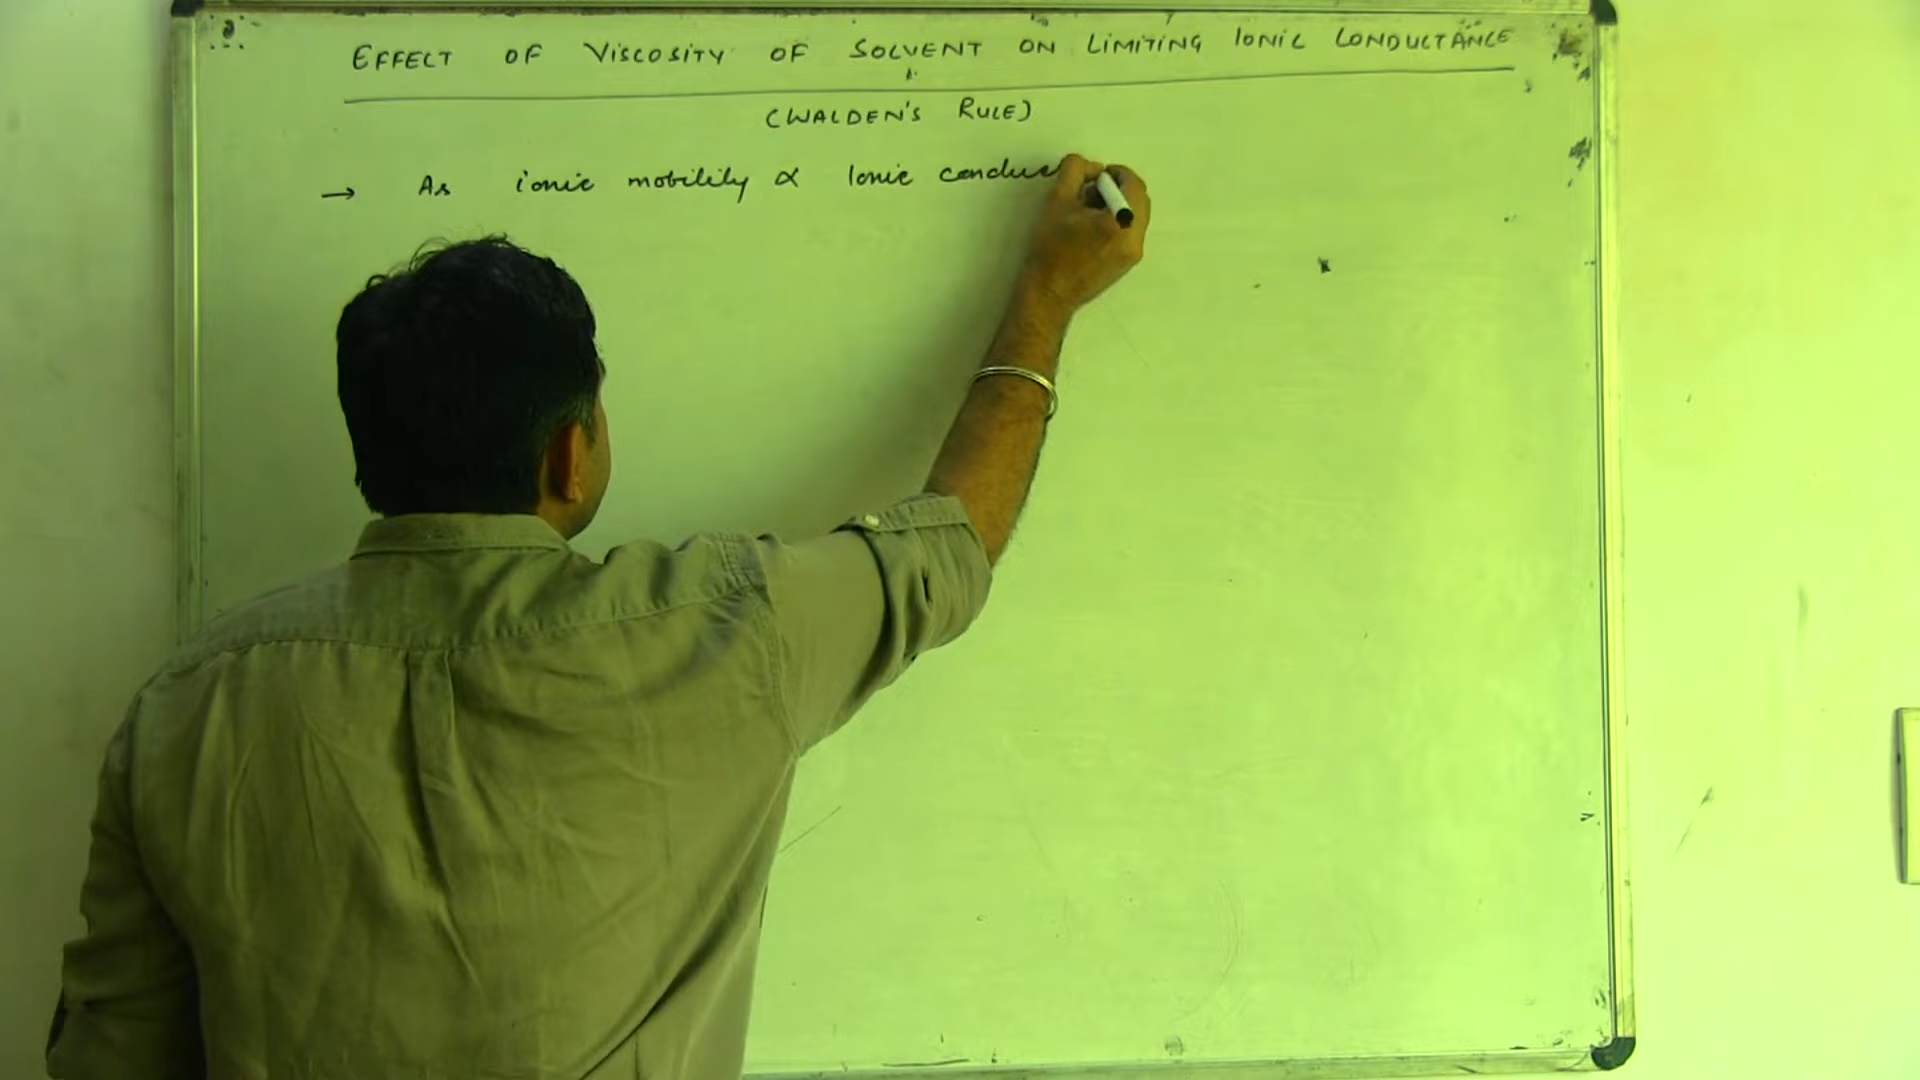 EFFECT OF VISCOSITY OF SOLVENT ON LIMITING IONIC CONDUCTANCE
(WALDEN'S RULE)
→ As ionic mobility ∝ Ionic conduc